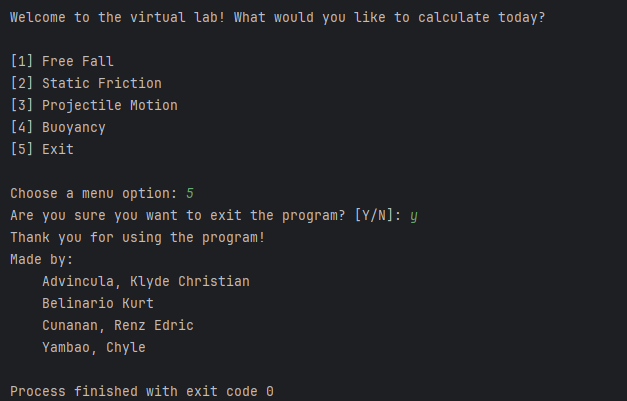 Welcome to the virtual lab! What would you like to calculate today?

[1] Free Fall
[2] Static Friction
[3] Projectile Motion
[4] Buoyancy
[5] Exit

Choose a menu option: 5
Are you sure you want to exit the program? [Y/N]: y
Thank you for using the program!
Made by:
    Advincula, Klyde Christian
    Belinario Kurt
    Cunanan, Renz Edric
    Yambao, Chyle

Process finished with exit code 0